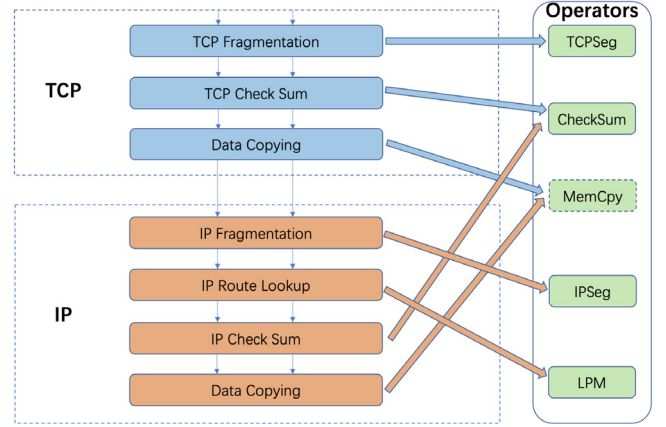 Operators
TCP
TCP Fragmentation
TCP Check Sum
Data Copying
IP
IP Fragmentation
IP Route Lookup
IP Check Sum
Data Copying
TCPSeg
CheckSum
MemCpy
IPSeg
LPM